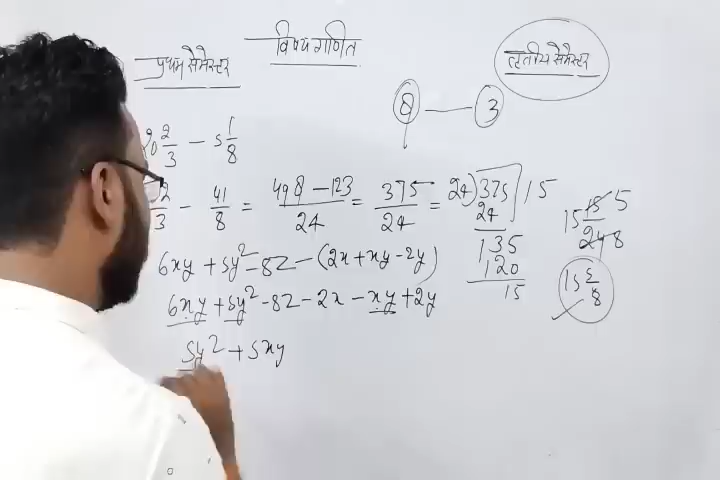 विषय गणित
प्रथम सेमेस्टर
तृतीय सेमेस्टर
8 — 3
2/3 - 5 1/8
2/3 - 41/8 = 498 - 123/24 = 375/24 = 24)375(15
24
135
120
15
15 15/24 5 8
15 5/8
6xy + 5y² - 8z - (2x + xy - 2y)
6xy + 5y² - 8z - 2x - xy + 2y
5y² + 5xy